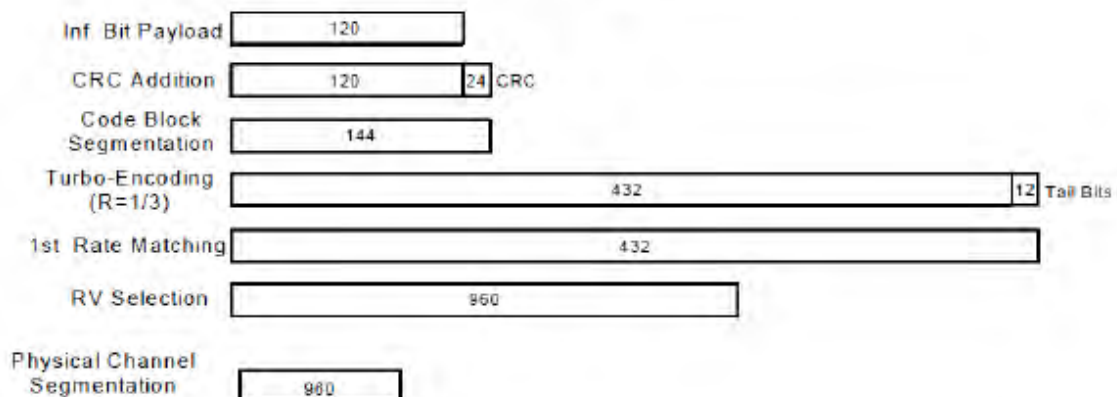 Inf Bit Payload 120
CRC Addition 120 24 CRC
Code Block
Segmentation 144
Turbo-Encoding
(R=1/3) 432 12 Tail Bits
1st Rate Matching 432
RV Selection 960
Physical Channel
Segmentation 960